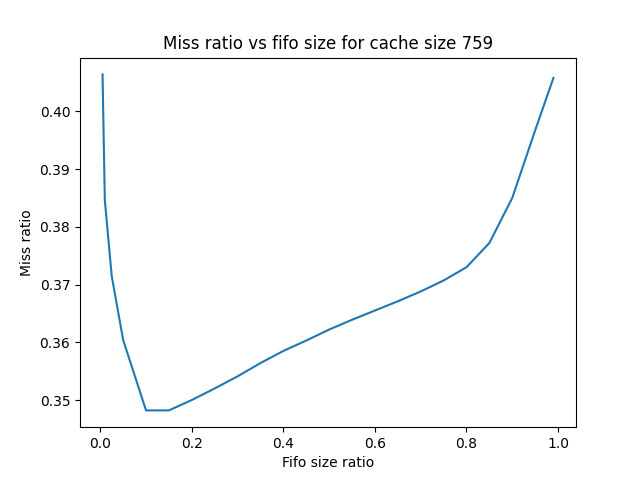 Miss ratio vs fifo size for cache size 759
0.40
0.39
0.38
0.37
0.36
0.35
Miss ratio
0.0 0.2 0.4 0.6 0.8 1.0
Fifo size ratio